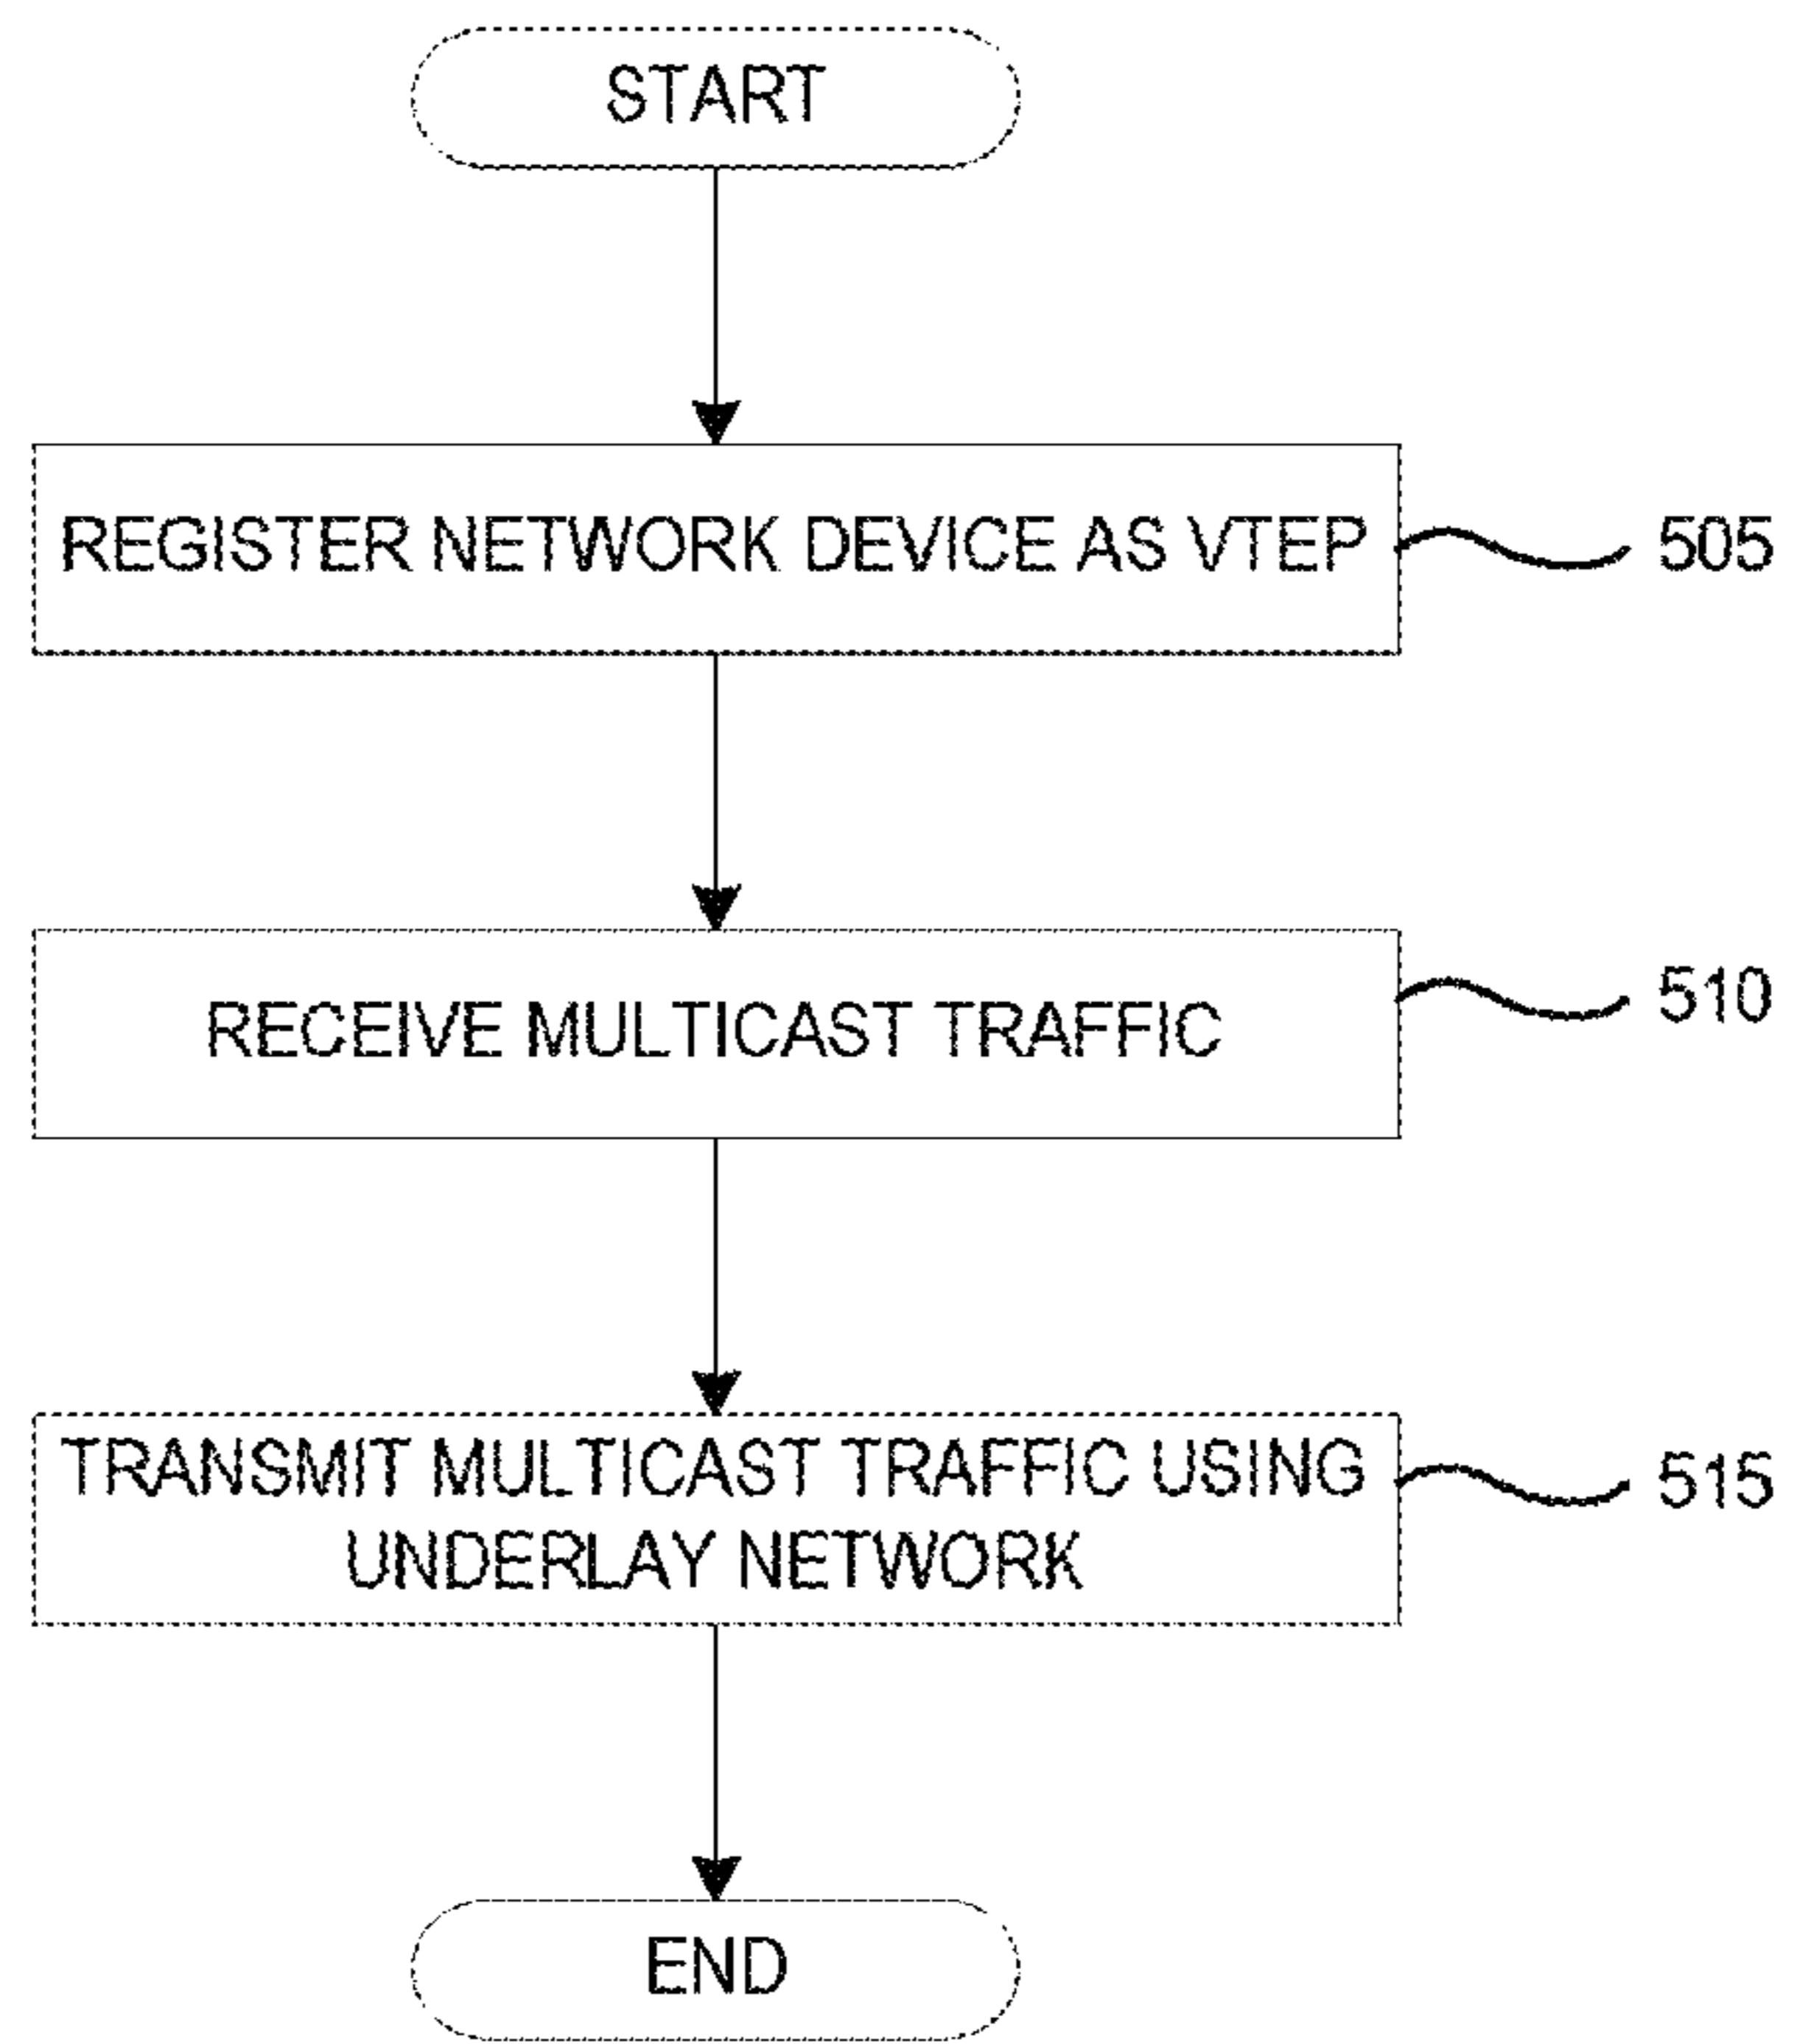 START
REGISTER NETWORK DEVICE AS VTEP
505
RECEIVE MULTICAST TRAFFIC
510
TRANSMIT MULTICAST TRAFFIC USING
UNDERLAY NETWORK
515
END